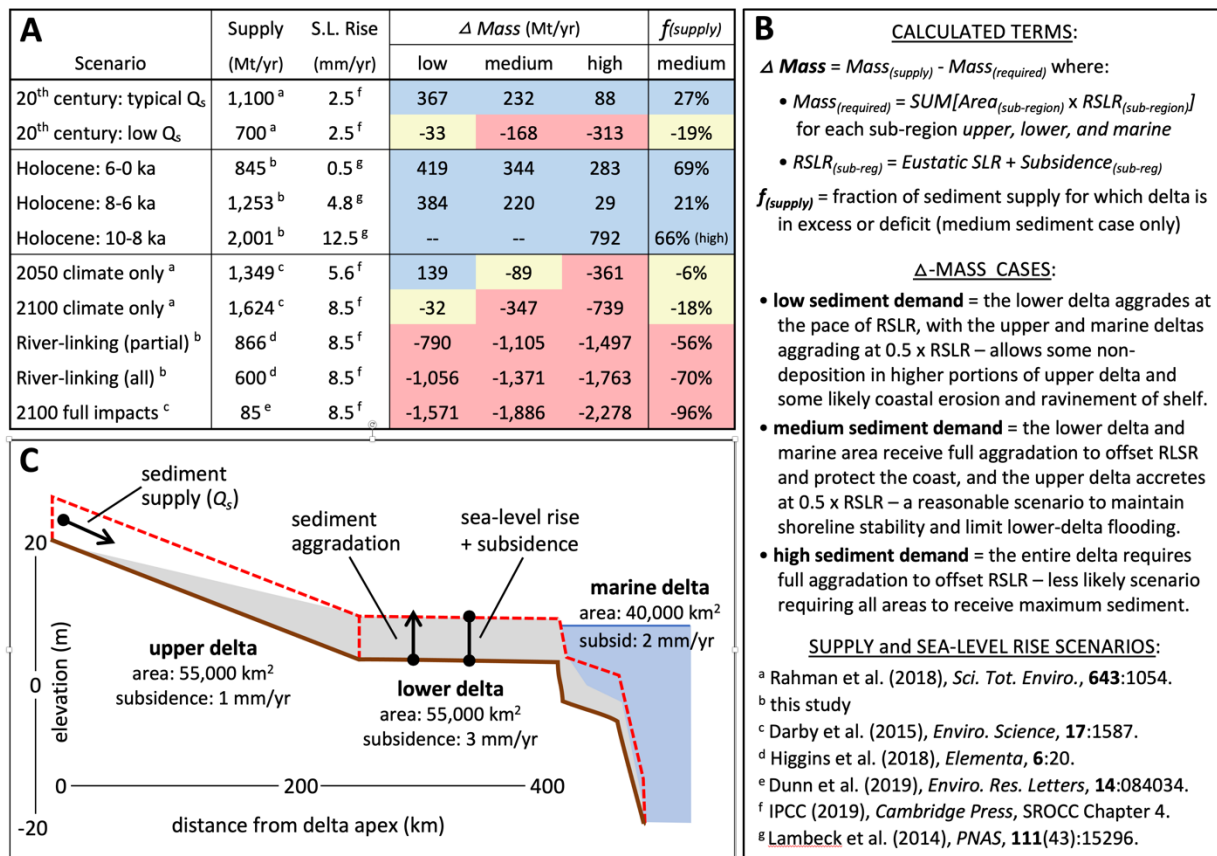 A
Supply S.L. Rise Δ Mass (Mt/yr) f(supply)
Scenario (Mt/yr) (mm/yr) low medium high medium
20th century: typical Qs 1,100 a 2.5 f 367 232 88 27%
20th century: low Qs 700 a 2.5 f -33 -168 -313 -19%
Holocene: 6-0 ka 845 b 0.5 g 419 344 283 69%
Holocene: 8-6 ka 1,253 b 4.8 g 384 220 29 21%
Holocene: 10-8 ka 2,001 b 12.5 g -- -- 792 66% (high)
2050 climate only a 1,349 c 5.6 f 139 -89 -361 -6%
2100 climate only a 1,624 c 8.5 f -32 -347 -739 -18%
River-linking (partial) b 866 d 8.5 f -790 -1,105 -1,497 -56%
River-linking (all) b 600 d 8.5 f -1,056 -1,371 -1,763 -70%
2100 full impacts c 85 e 8.5 f -1,571 -1,886 -2,278 -96%
B
CALCULATED TERMS:
Δ Mass = Mass(supply) - Mass(required) where:
• Mass(required) = SUM[Area(sub-region) x RSLR(sub-region)]
for each sub-region upper, lower, and marine
• RSLR(sub-reg) = Eustatic SLR + Subsidence(sub-reg)
f(supply) = fraction of sediment supply for which delta is
in excess or deficit (medium sediment case only)
Δ-MASS CASES:
• low sediment demand = the lower delta aggrades at
the pace of RSLR, with the upper and marine deltas
aggrading at 0.5 x RSLR – allows some non-
deposition in higher portions of upper delta and
some likely coastal erosion and ravinement of shelf.
• medium sediment demand = the lower delta and
marine area receive full aggradation to offset RLSR
and protect the coast, and the upper delta accretes
at 0.5 x RSLR – a reasonable scenario to maintain
shoreline stability and limit lower-delta flooding.
• high sediment demand = the entire delta requires
full aggradation to offset RSLR – less likely scenario
requiring all areas to receive maximum sediment.
SUPPLY and SEA-LEVEL RISE SCENARIOS:
a Rahman et al. (2018), Sci. Tot. Enviro., 643:1054.
b this study
c Darby et al. (2015), Enviro. Science, 17:1587.
d Higgins et al. (2018), Elementa, 6:20.
e Dunn et al. (2019), Enviro. Res. Letters, 14:084034.
f IPCC (2019), Cambridge Press, SROCC Chapter 4.
g Lambeck et al. (2014), PNAS, 111(43):15296.
C
sediment
supply (Qs)
sediment
aggradation
sea-level rise
+ subsidence
marine delta
area: 40,000 km2
subsid: 2 mm/yr
upper delta
area: 55,000 km2
subsidence: 1 mm/yr
lower delta
area: 55,000 km2
subsidence: 3 mm/yr
20
0
-20
elevation (m)
0 200 400
distance from delta apex (km)